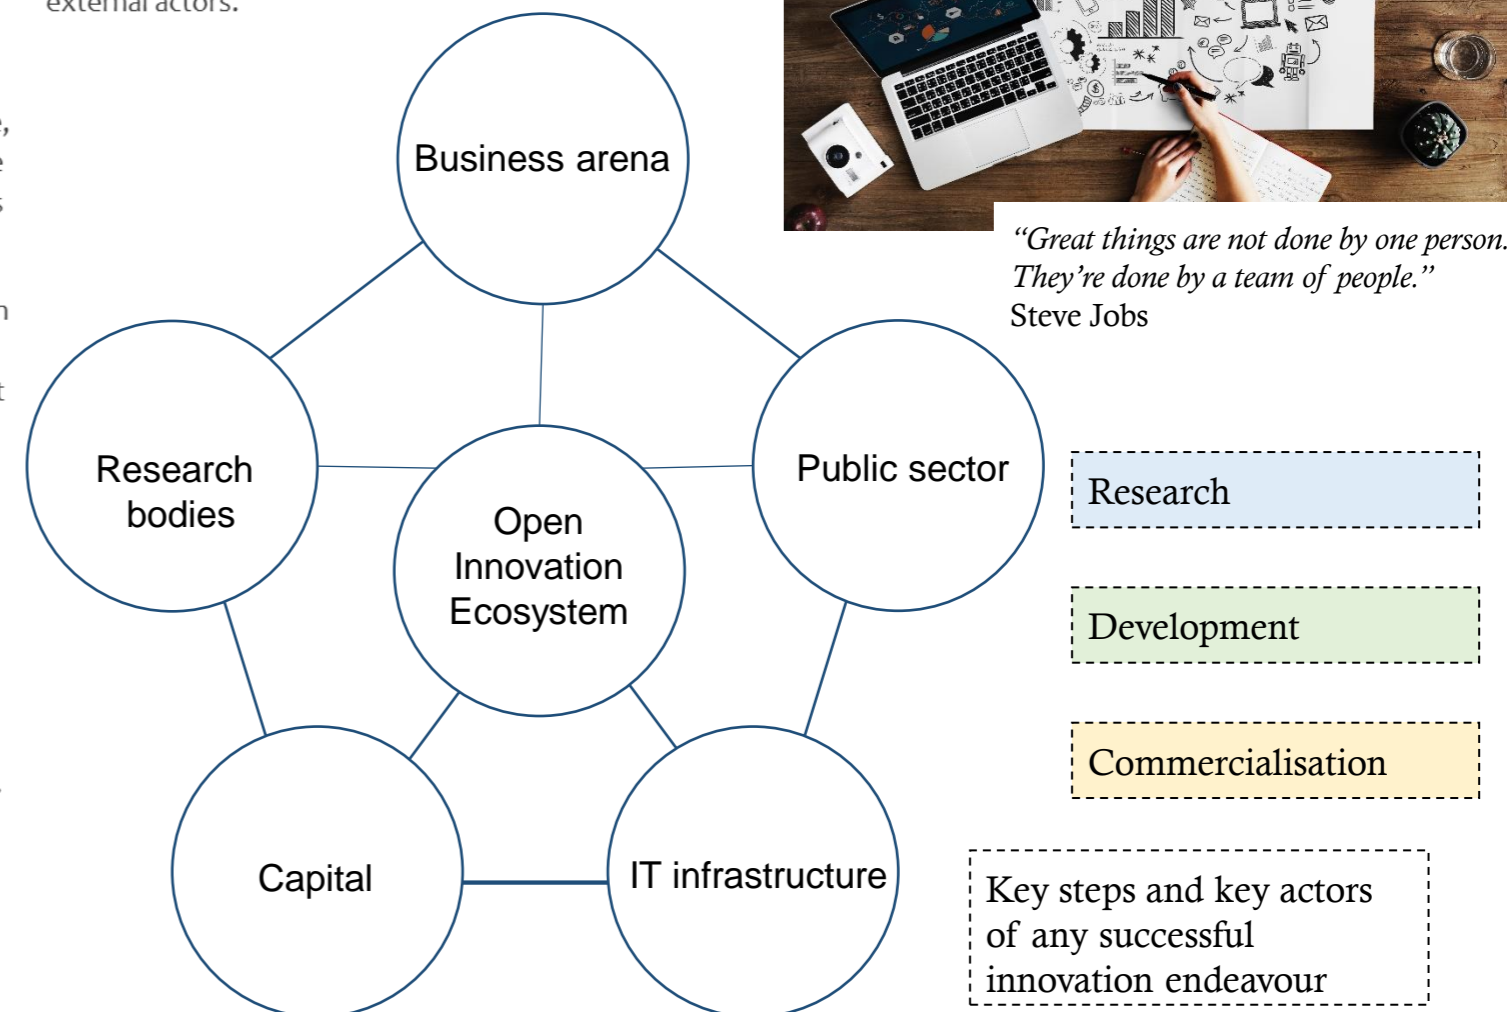 external actors.
Business arena
“Great things are not done by one person.
They’re done by a team of people.”
Steve Jobs
Research
bodies
Public sector
Open
Innovation
Ecosystem
Capital
IT infrastructure
Research
Development
Commercialisation
Key steps and key actors
of any successful
innovation endeavour